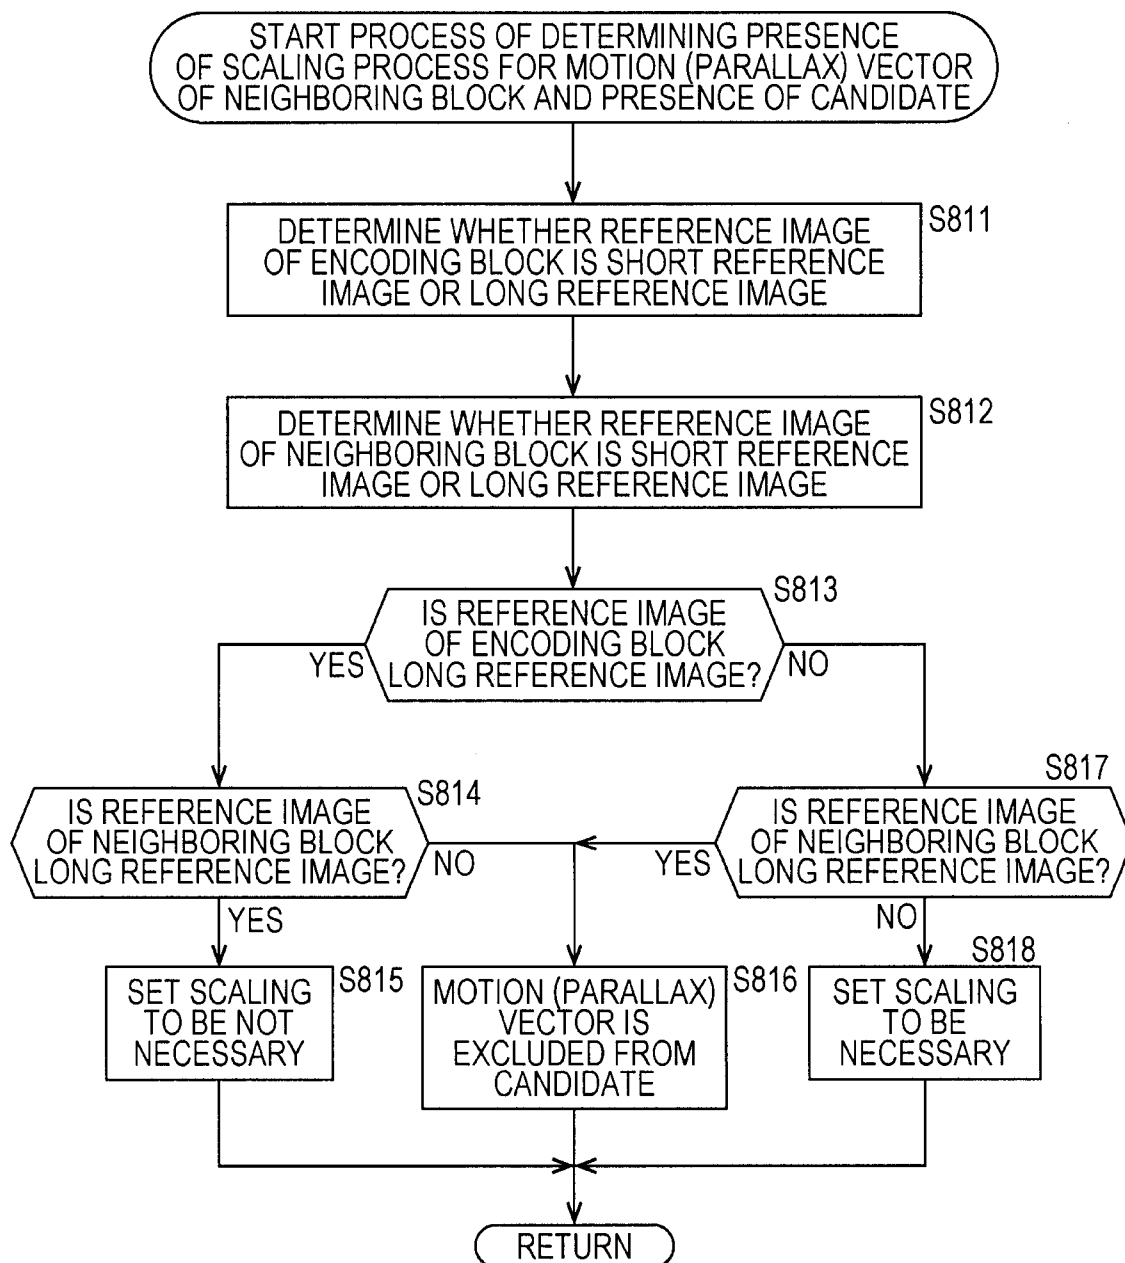 START PROCESS OF DETERMINING PRESENCE
OF SCALING PROCESS FOR MOTION (PARALLAX) VECTOR
OF NEIGHBORING BLOCK AND PRESENCE OF CANDIDATE
S811
DETERMINE WHETHER REFERENCE IMAGE
OF ENCODING BLOCK IS SHORT REFERENCE
IMAGE OR LONG REFERENCE IMAGE
S812
DETERMINE WHETHER REFERENCE IMAGE
OF NEIGHBORING BLOCK IS SHORT REFERENCE
IMAGE OR LONG REFERENCE IMAGE
S813
IS REFERENCE IMAGE
OF ENCODING BLOCK
LONG REFERENCE IMAGE?
YES
NO
S814
IS REFERENCE IMAGE
OF NEIGHBORING BLOCK
LONG REFERENCE IMAGE?
NO
YES
S817
IS REFERENCE IMAGE
OF NEIGHBORING BLOCK
LONG REFERENCE IMAGE?
YES
NO
S815
SET SCALING
TO BE NOT
NECESSARY
S816
MOTION (PARALLAX)
VECTOR IS
EXCLUDED FROM
CANDIDATE
S818
SET SCALING
TO BE
NECESSARY
RETURN